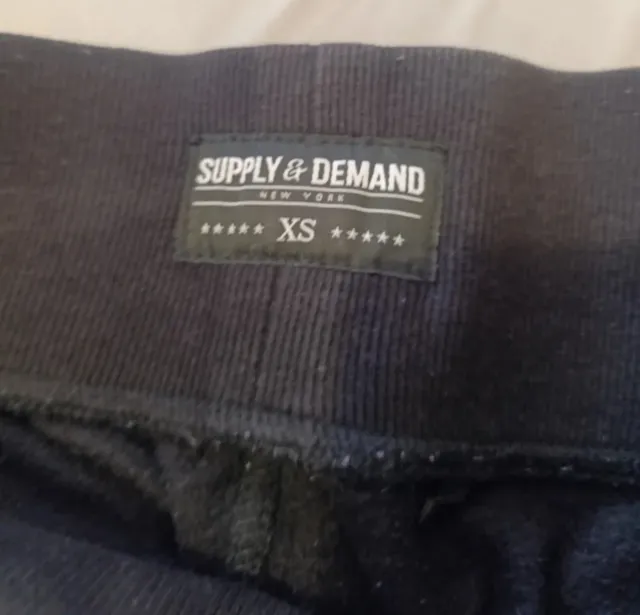 SUPPLY & DEMAND
NEW YORK
★★★★★ XS ★★★★★